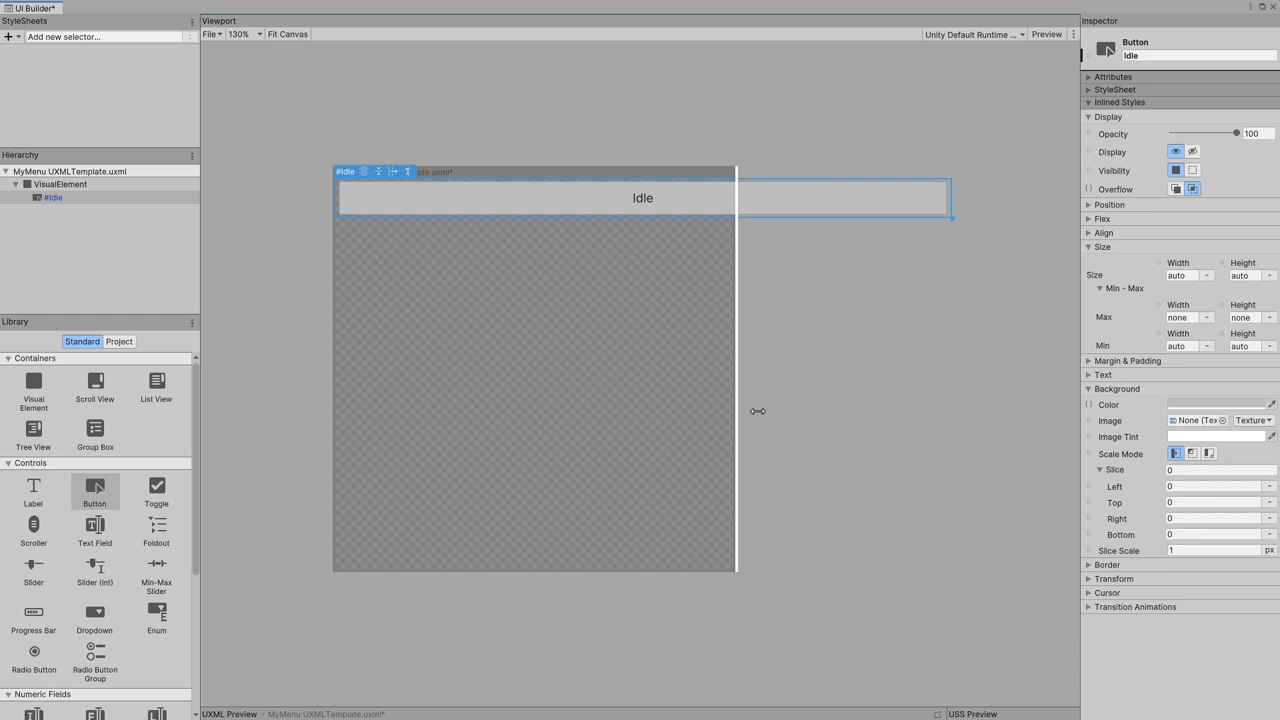 UI Builder*
StyleSheets
Add new selector...
Hierarchy
MyMenu UXMLTemplate.uxml
VisualElement
#Idle
Library
Standard
Project
Containers
Visual
Element
Scroll View
List View
Tree View
Group Box
Controls
Label
Button
Toggle
Scroller
Text Field
Foldout
Slider
Slider (Int)
Min-Max
Slider
Progress Bar
Dropdown
Enum
Radio Button
Radio Button
Group
Numeric Fields
Viewport
File
130%
Fit Canvas
Unity Default Runtime ...
Preview
#Idle
ate.uxml*
Idle
UXML Preview - MyMenu UXMLTemplate.uxml*
USS Preview
Inspector
Button
Idle
Attributes
StyleSheet
Inlined Styles
Display
Opacity 100
Display
Visibility
Overflow
Position
Flex
Align
Size
Width Height
Size auto auto
Min - Max
Width Height
Max none none
Width Height
Min auto auto
Margin & Padding
Text
Background
Color
Image None (Tex Texture
Image Tint
Scale Mode
Slice 0
Left 0
Top 0
Right 0
Bottom 0
Slice Scale 1 px
Border
Transform
Cursor
Transition Animations